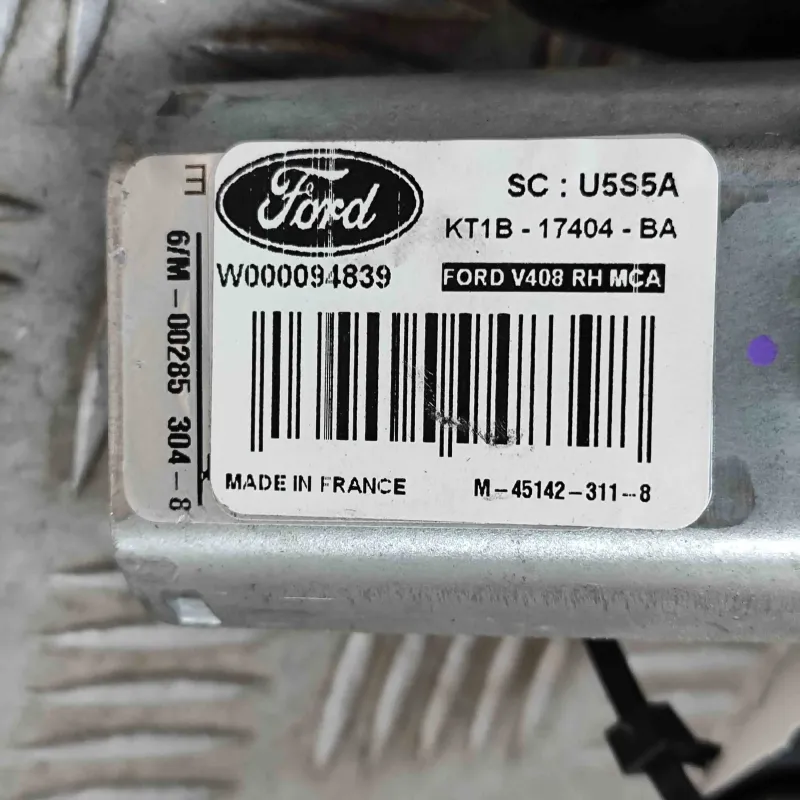 Ford
SC : U5S5A
KT1B - 17404 - BA
W000094839
FORD V408 RH MCA
MADE IN FRANCE
M-45142-311--8
E
6/M-00285 304-8